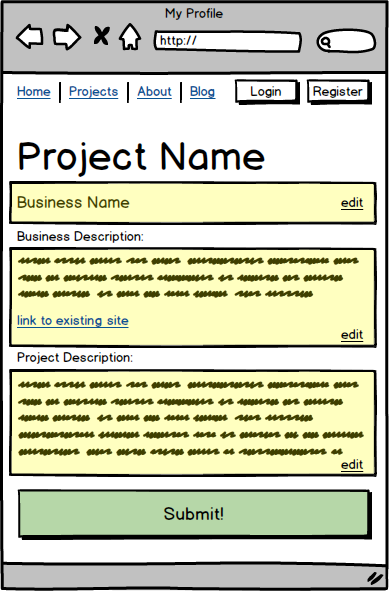 My Profile
http://
Home Projects About Blog Login Register
Project Name
Business Name edit
Business Description:
link to existing site
edit
Project Description:
edit
Submit!